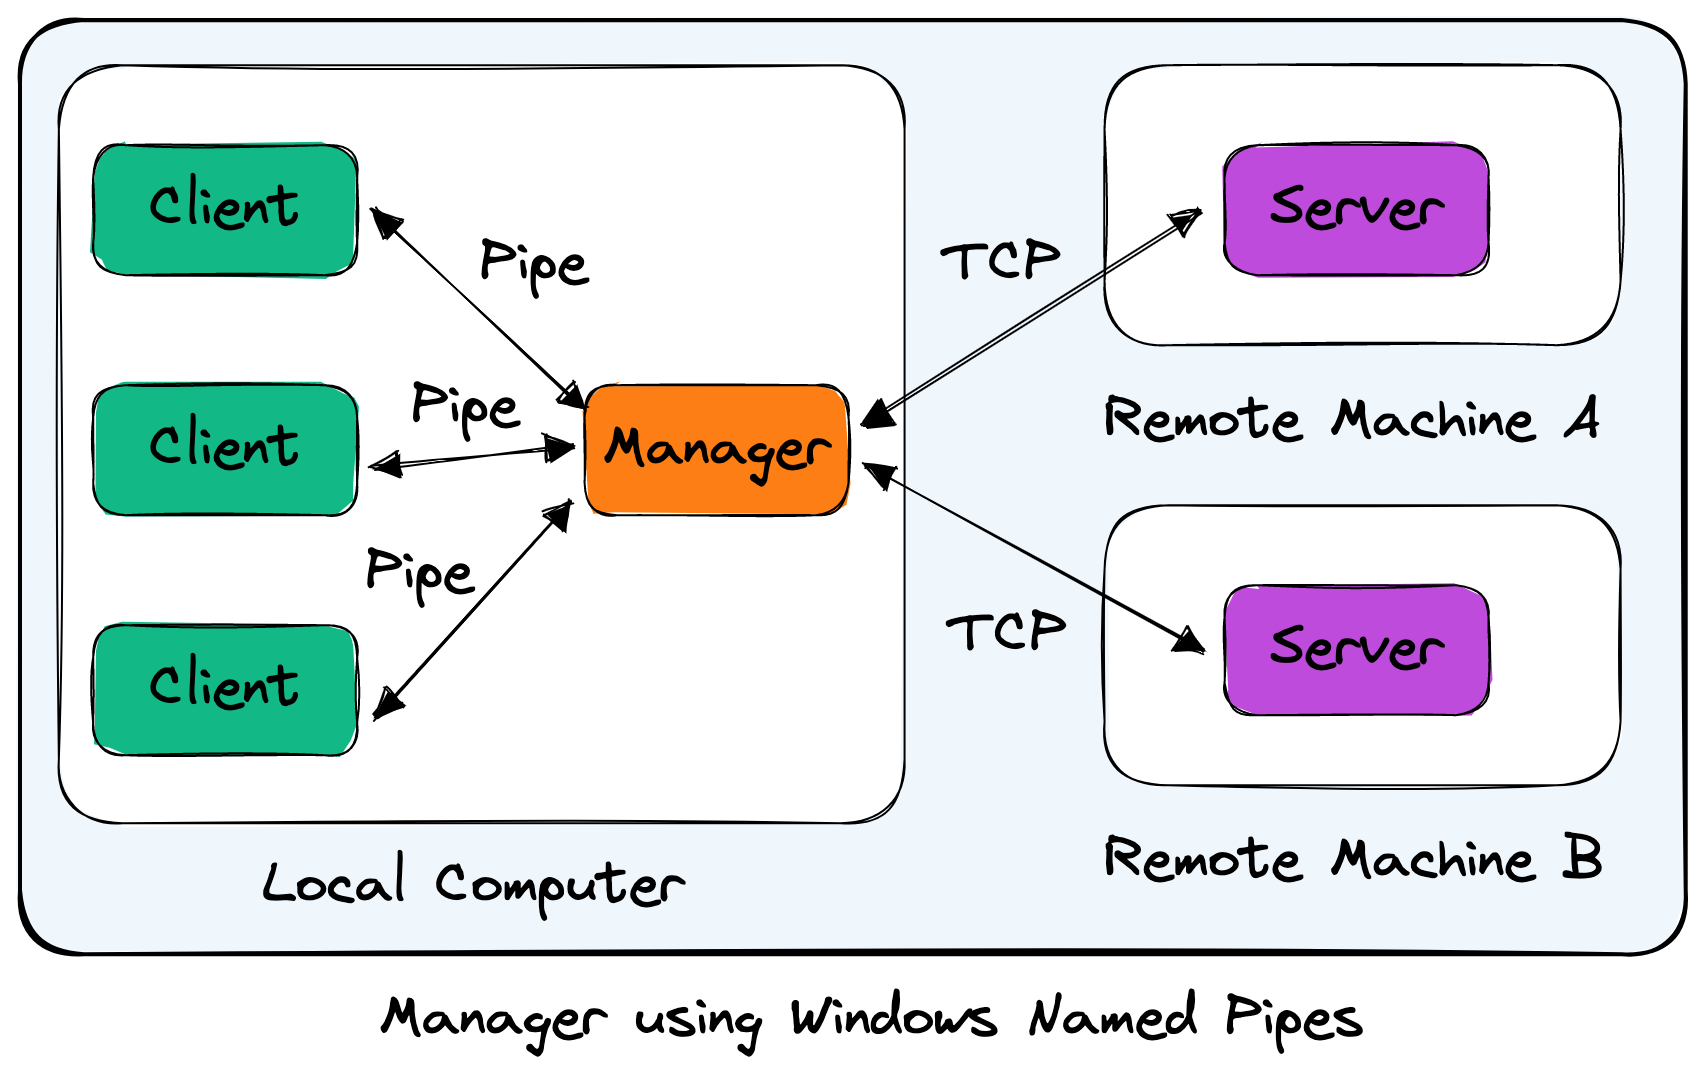 Client
Pipe
Server
TCP
Client
Pipe
Manager
Remote Machine A
Pipe
Client
TCP
Server
Local Computer
Remote Machine B
Manager using Windows Named Pipes